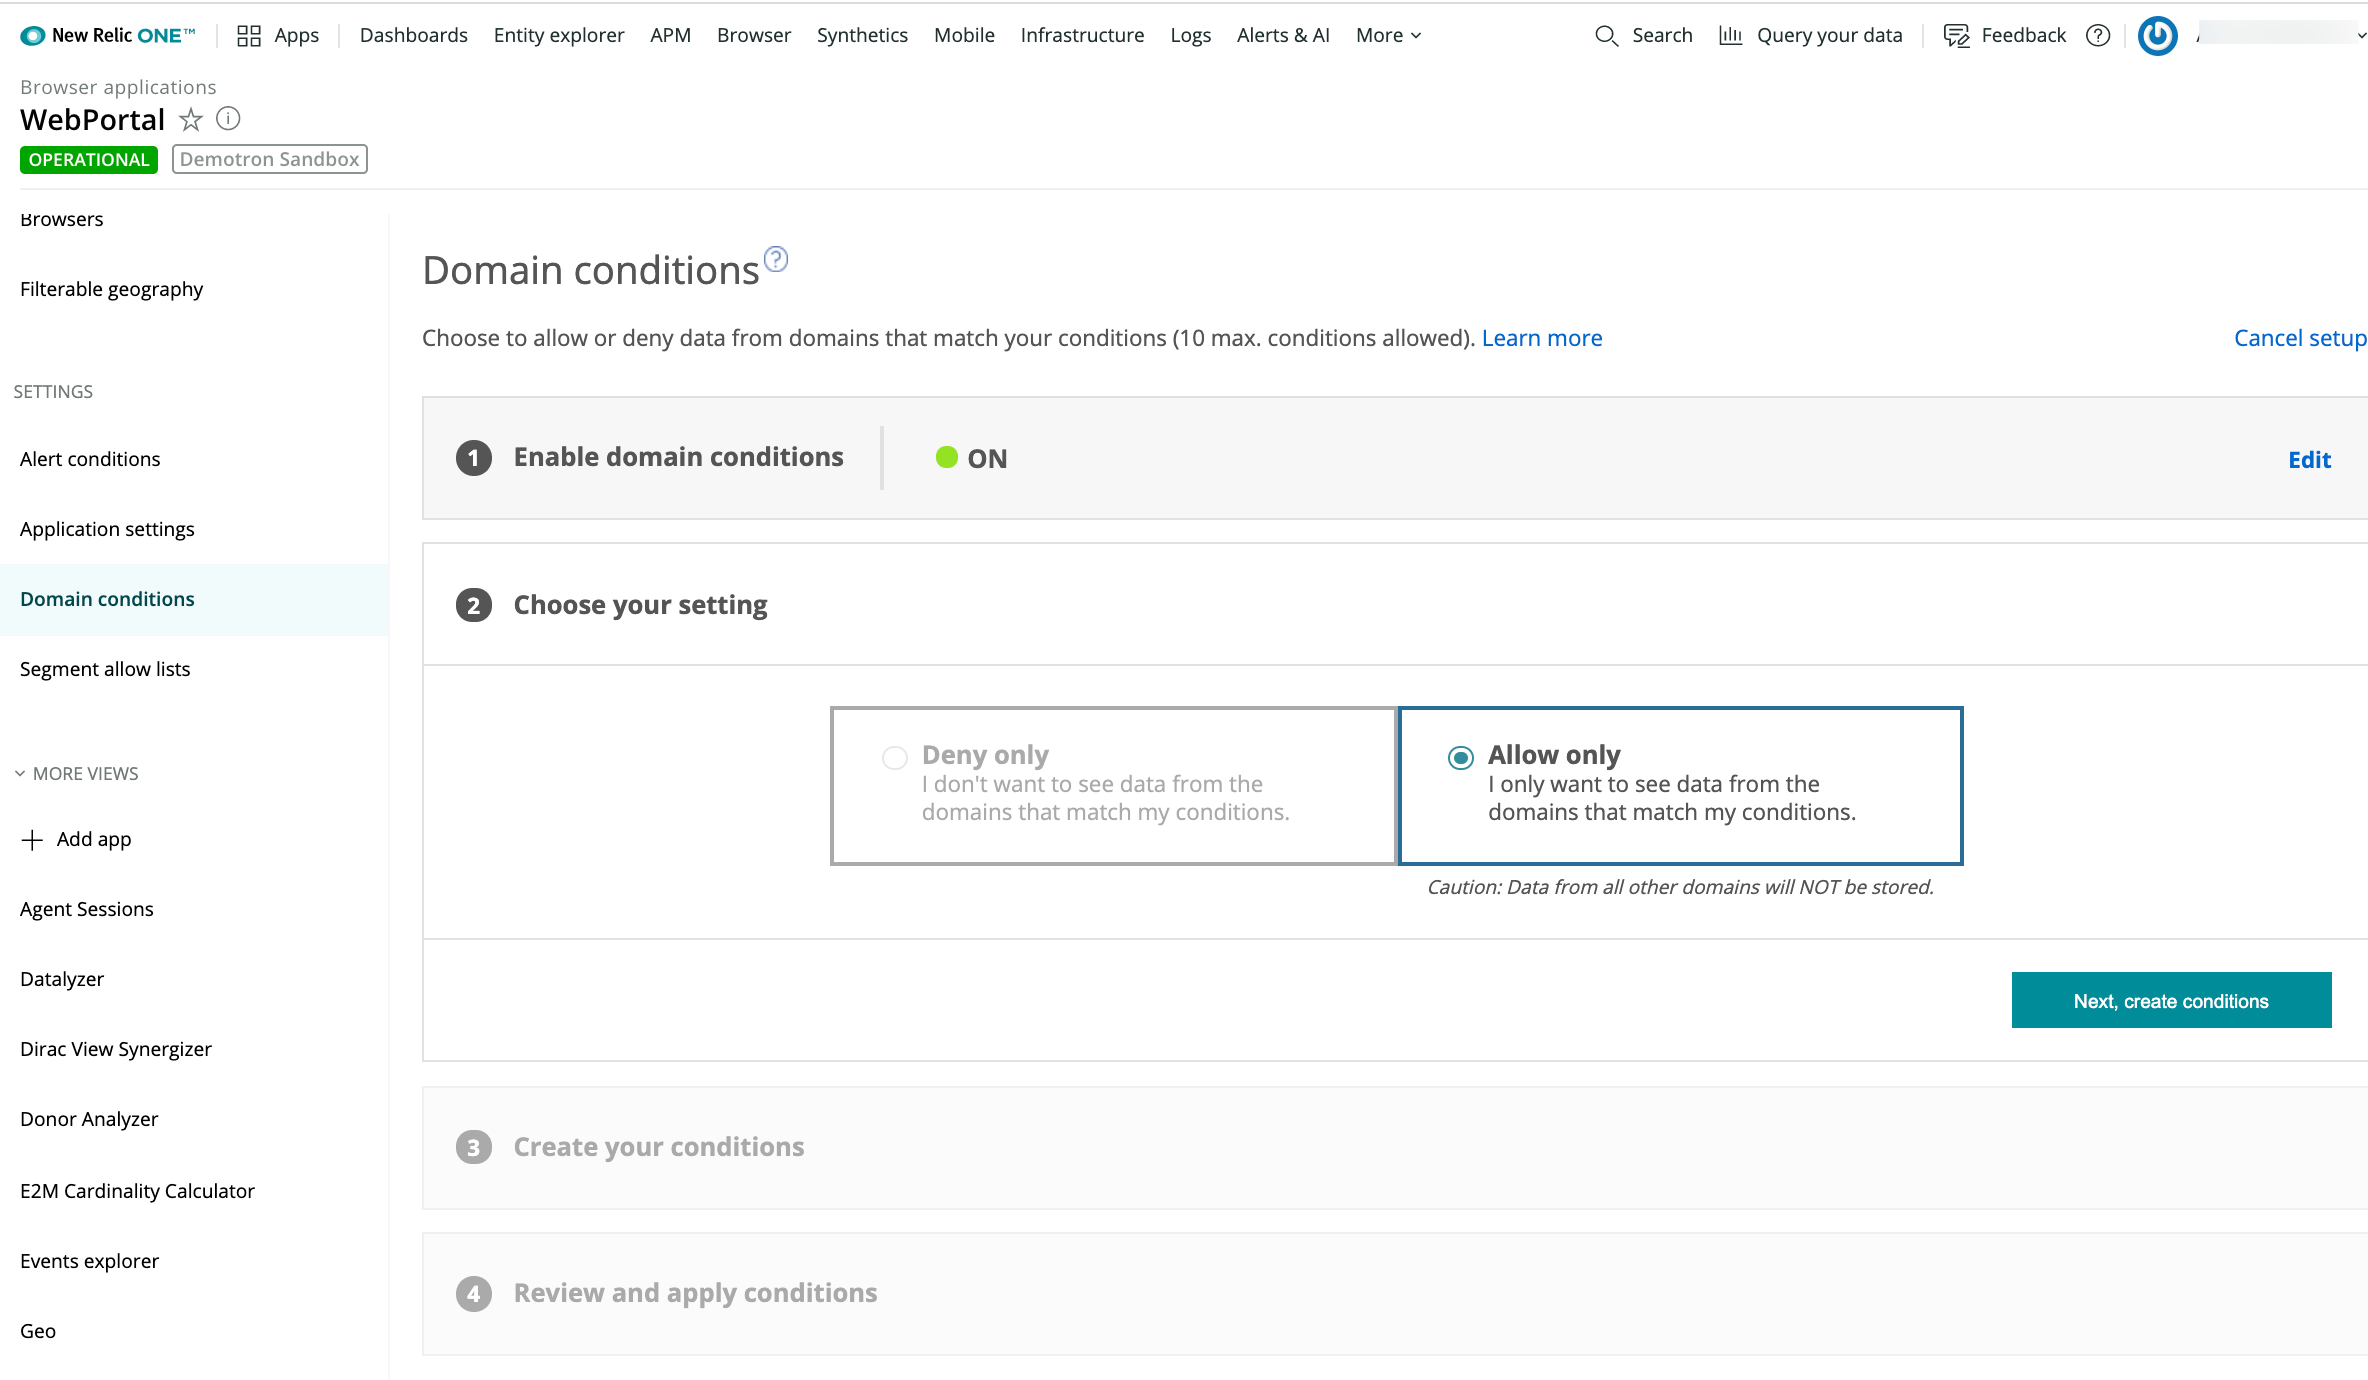 New Relic ONE™ Apps Dashboards Entity explorer APM Browser Synthetics Mobile Infrastructure Logs Alerts & AI More Search Query your data Feedback ?
Browser applications
WebPortal i
OPERATIONAL Demotron Sandbox
Browsers
Filterable geography
SETTINGS
Alert conditions
Application settings
Domain conditions
Segment allow lists
MORE VIEWS
Add app
Agent Sessions
Datalyzer
Dirac View Synergizer
Donor Analyzer
E2M Cardinality Calculator
Events explorer
Geo
Domain conditions ?
Choose to allow or deny data from domains that match your conditions (10 max. conditions allowed). Learn more
Cancel setup
1 Enable domain conditions ON Edit
2 Choose your setting
Deny only
I don't want to see data from the
domains that match my conditions.
Allow only
I only want to see data from the
domains that match my conditions.
Caution: Data from all other domains will NOT be stored.
Next, create conditions
3 Create your conditions
4 Review and apply conditions